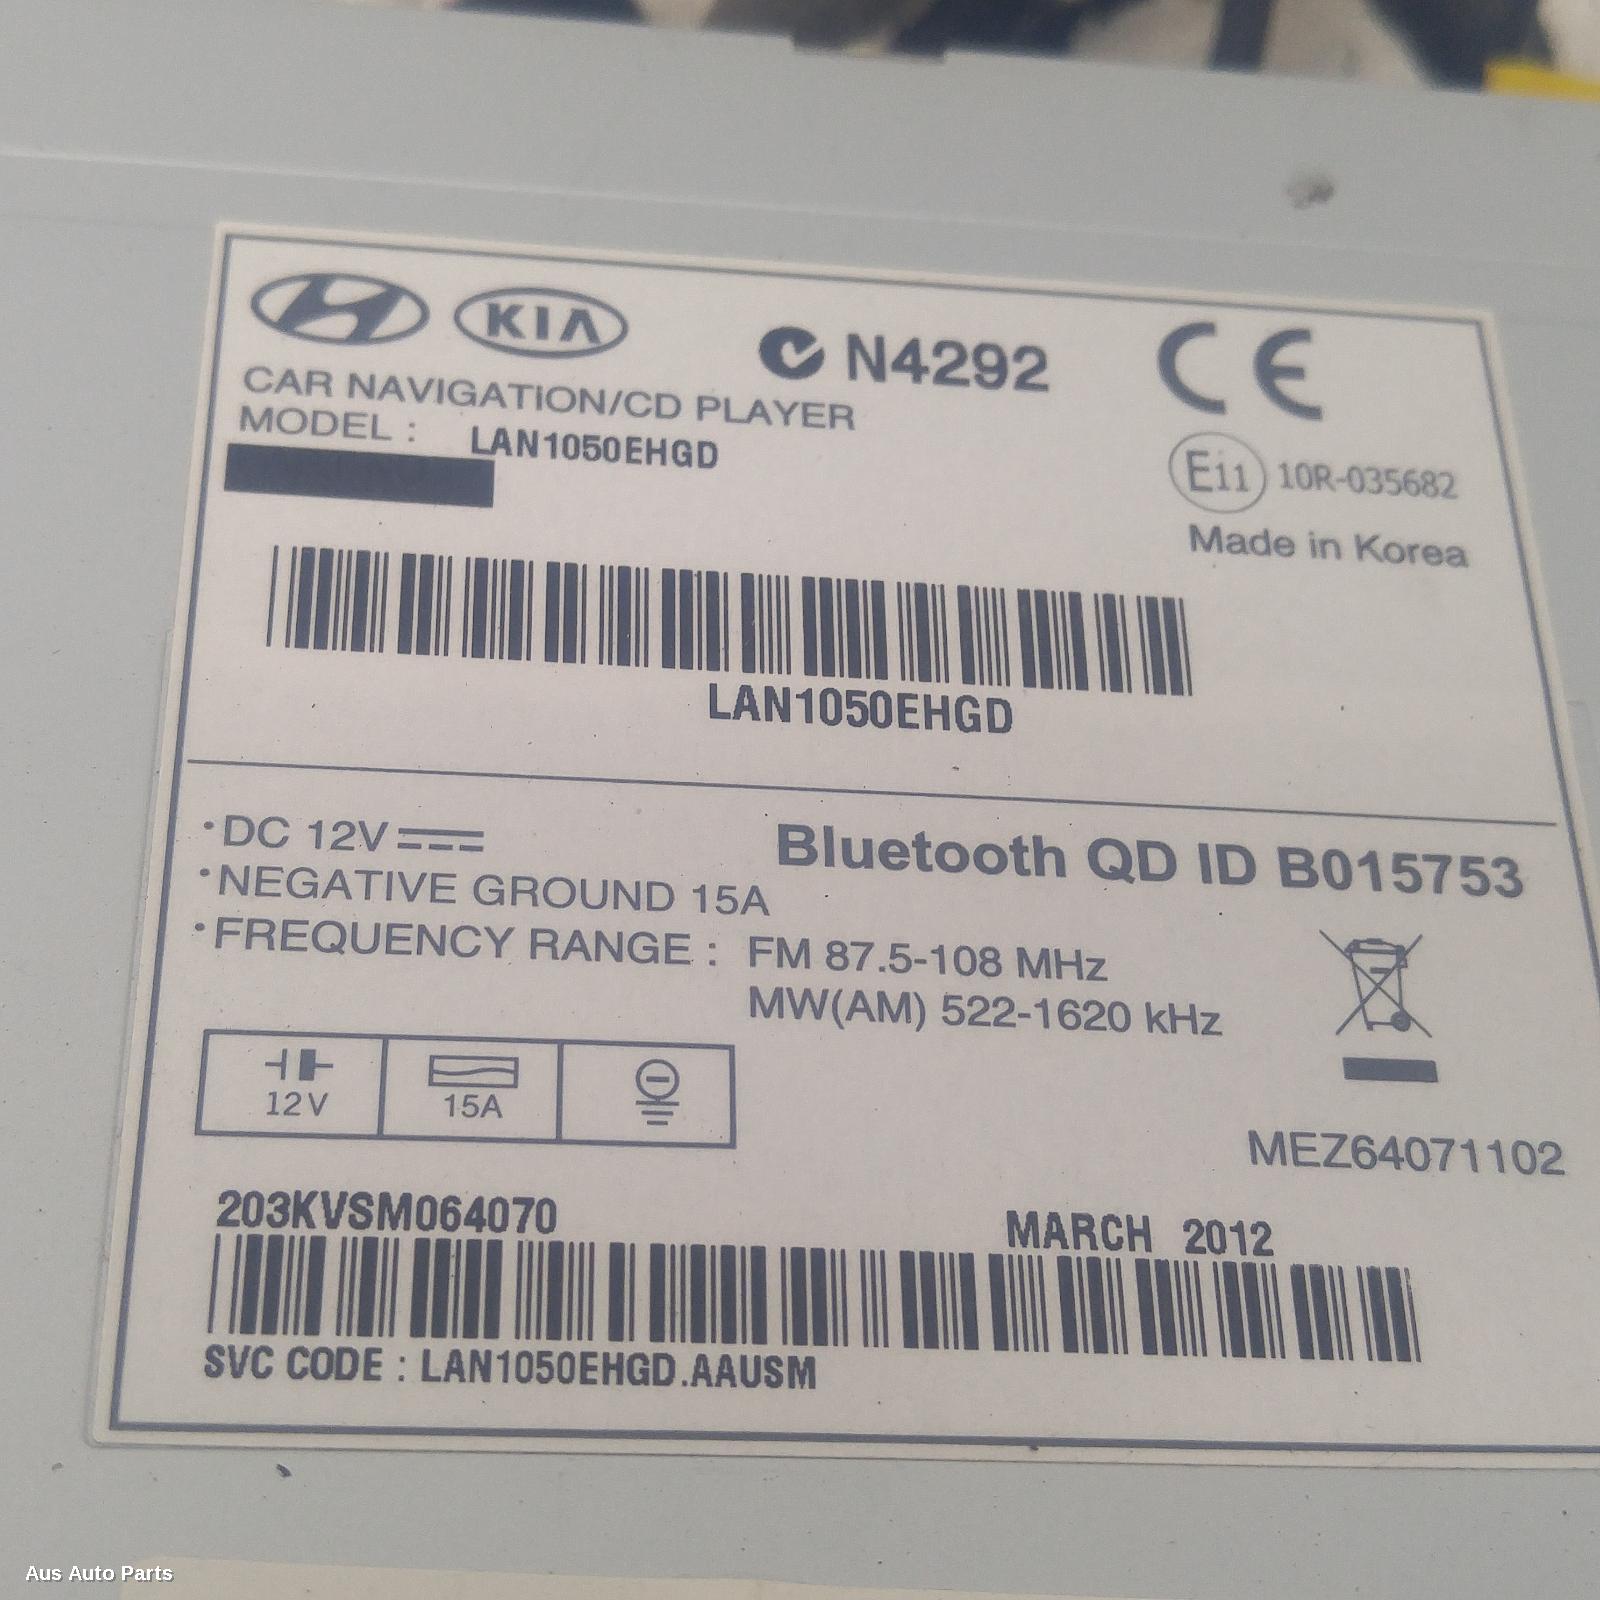 KIA
N4292
CE
CAR NAVIGATION/CD PLAYER
MODEL : LAN1050EHGD
E11 10R-035682
Made in Korea
LAN1050EHGD
·DC 12V
Bluetooth QD ID B015753
·NEGATIVE GROUND 15A
·FREQUENCY RANGE : FM 87.5-108 MHz
MW(AM) 522-1620 kHz
12V 15A
MEZ64071102
203KVSM064070
MARCH 2012
SVC CODE : LAN1050EHGD.AAUSM
Aus Auto Parts